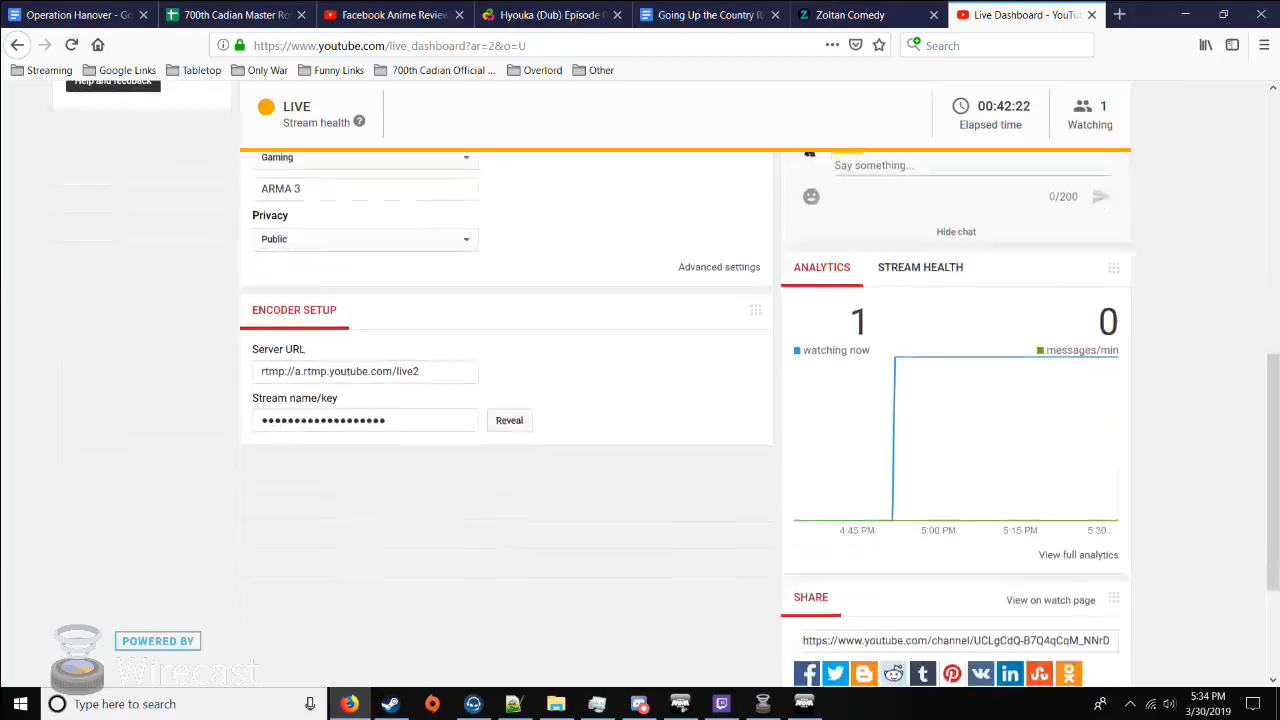 Operation Hanover - Go
700th Cadian Master Ro
Facebook Anime Review
Hyouka (Dub) Episode
Going Up the Country R
Zoltan Comedy
Live Dashboard - YouTu
https://www.youtube.com/live_dashboard?ar=2&o=U
Search
Streaming
Google Links
Tabletop
Only War
Funny Links
700th Cadian Official ...
Overlord
Other
Help and feedback
LIVE
Stream health ?
00:42:22
Elapsed time
1
Watching
Gaming
ARMA 3
Privacy
Public
Advanced settings
Say something...
0/200
Hide chat
ENCODER SETUP
Server URL
rtmp://a.rtmp.youtube.com/live2
Stream name/key
Reveal
ANALYTICS
STREAM HEALTH
1
watching now
0
messages/min
4:45 PM
5:00 PM
5:15 PM
5:30..
View full analytics
SHARE
View on watch page
https://www.youtube.com/channel/UCLgCdQ-B7Q4qCqM_NNrD
POWERED BY
Wirecast
Type here to search
5:34 PM
3/30/2019